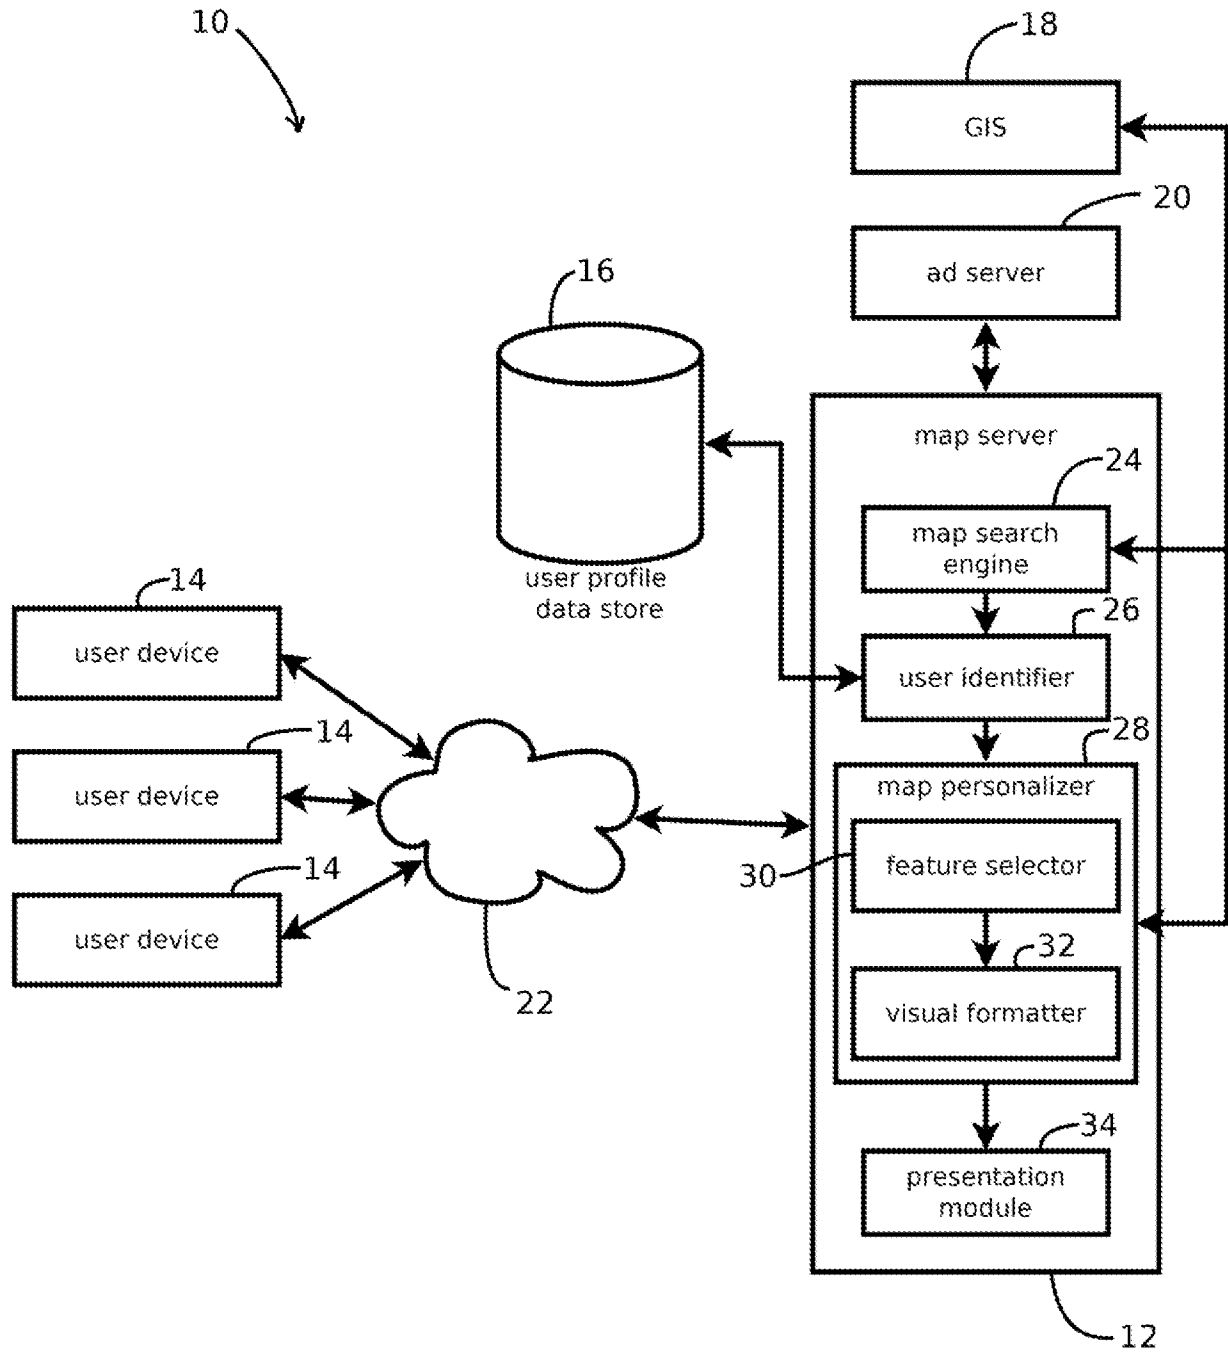 10
18
GIS
20
ad server
16
user profile
data store
map server
24
map search
engine
26
user identifier
28
map personalizer
30
feature selector
32
visual formatter
34
presentation
module
12
14
user device
14
user device
14
user device
22